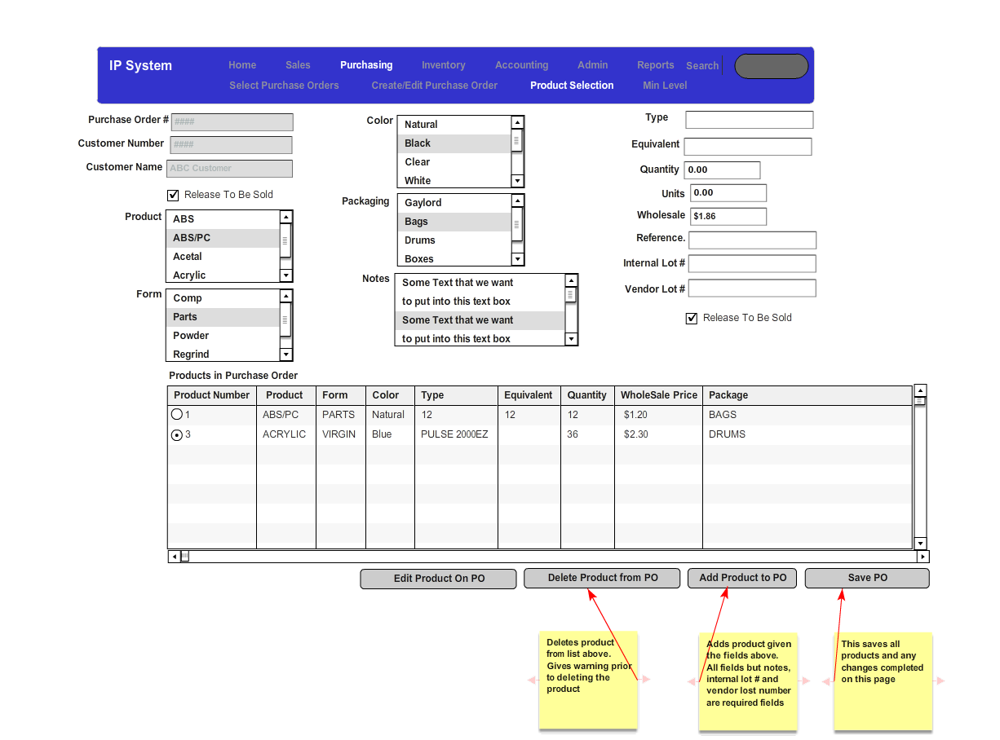 IP System Home Sales Purchasing Inventory Accounting Admin Reports Search
Select Purchase Orders Create/Edit Purchase Order Product Selection Min Level
Purchase Order # ####
Customer Number ####
Customer Name ABC Customer
Release To Be Sold
Product
ABS
ABS/PC
Acetal
Acrylic
Form
Comp
Parts
Powder
Regrind
Color
Natural
Black
Clear
White
Packaging
Gaylord
Bags
Drums
Boxes
Notes
Some Text that we want
to put into this text box
Some Text that we want
to put into this text box
Type
Equivalent
Quantity 0.00
Units 0.00
Wholesale $1.86
Reference.
Internal Lot #
Vendor Lot #
Release To Be Sold
Products in Purchase Order
Product Number Product Form Color Type Equivalent Quantity WholeSale Price Package
1 ABS/PC PARTS Natural 12 12 12 $1.20 BAGS
3 ACRYLIC VIRGIN Blue PULSE 2000EZ 36 $2.30 DRUMS
Edit Product On PO Delete Product from PO Add Product to PO Save PO
Deletes product
from list above.
Gives warning prior
to deleting the
product
Adds product given
the fields above.
All fields but notes,
internal lot # and
vendor lost number
are required fields
This saves all
products and any
changes completed
on this page